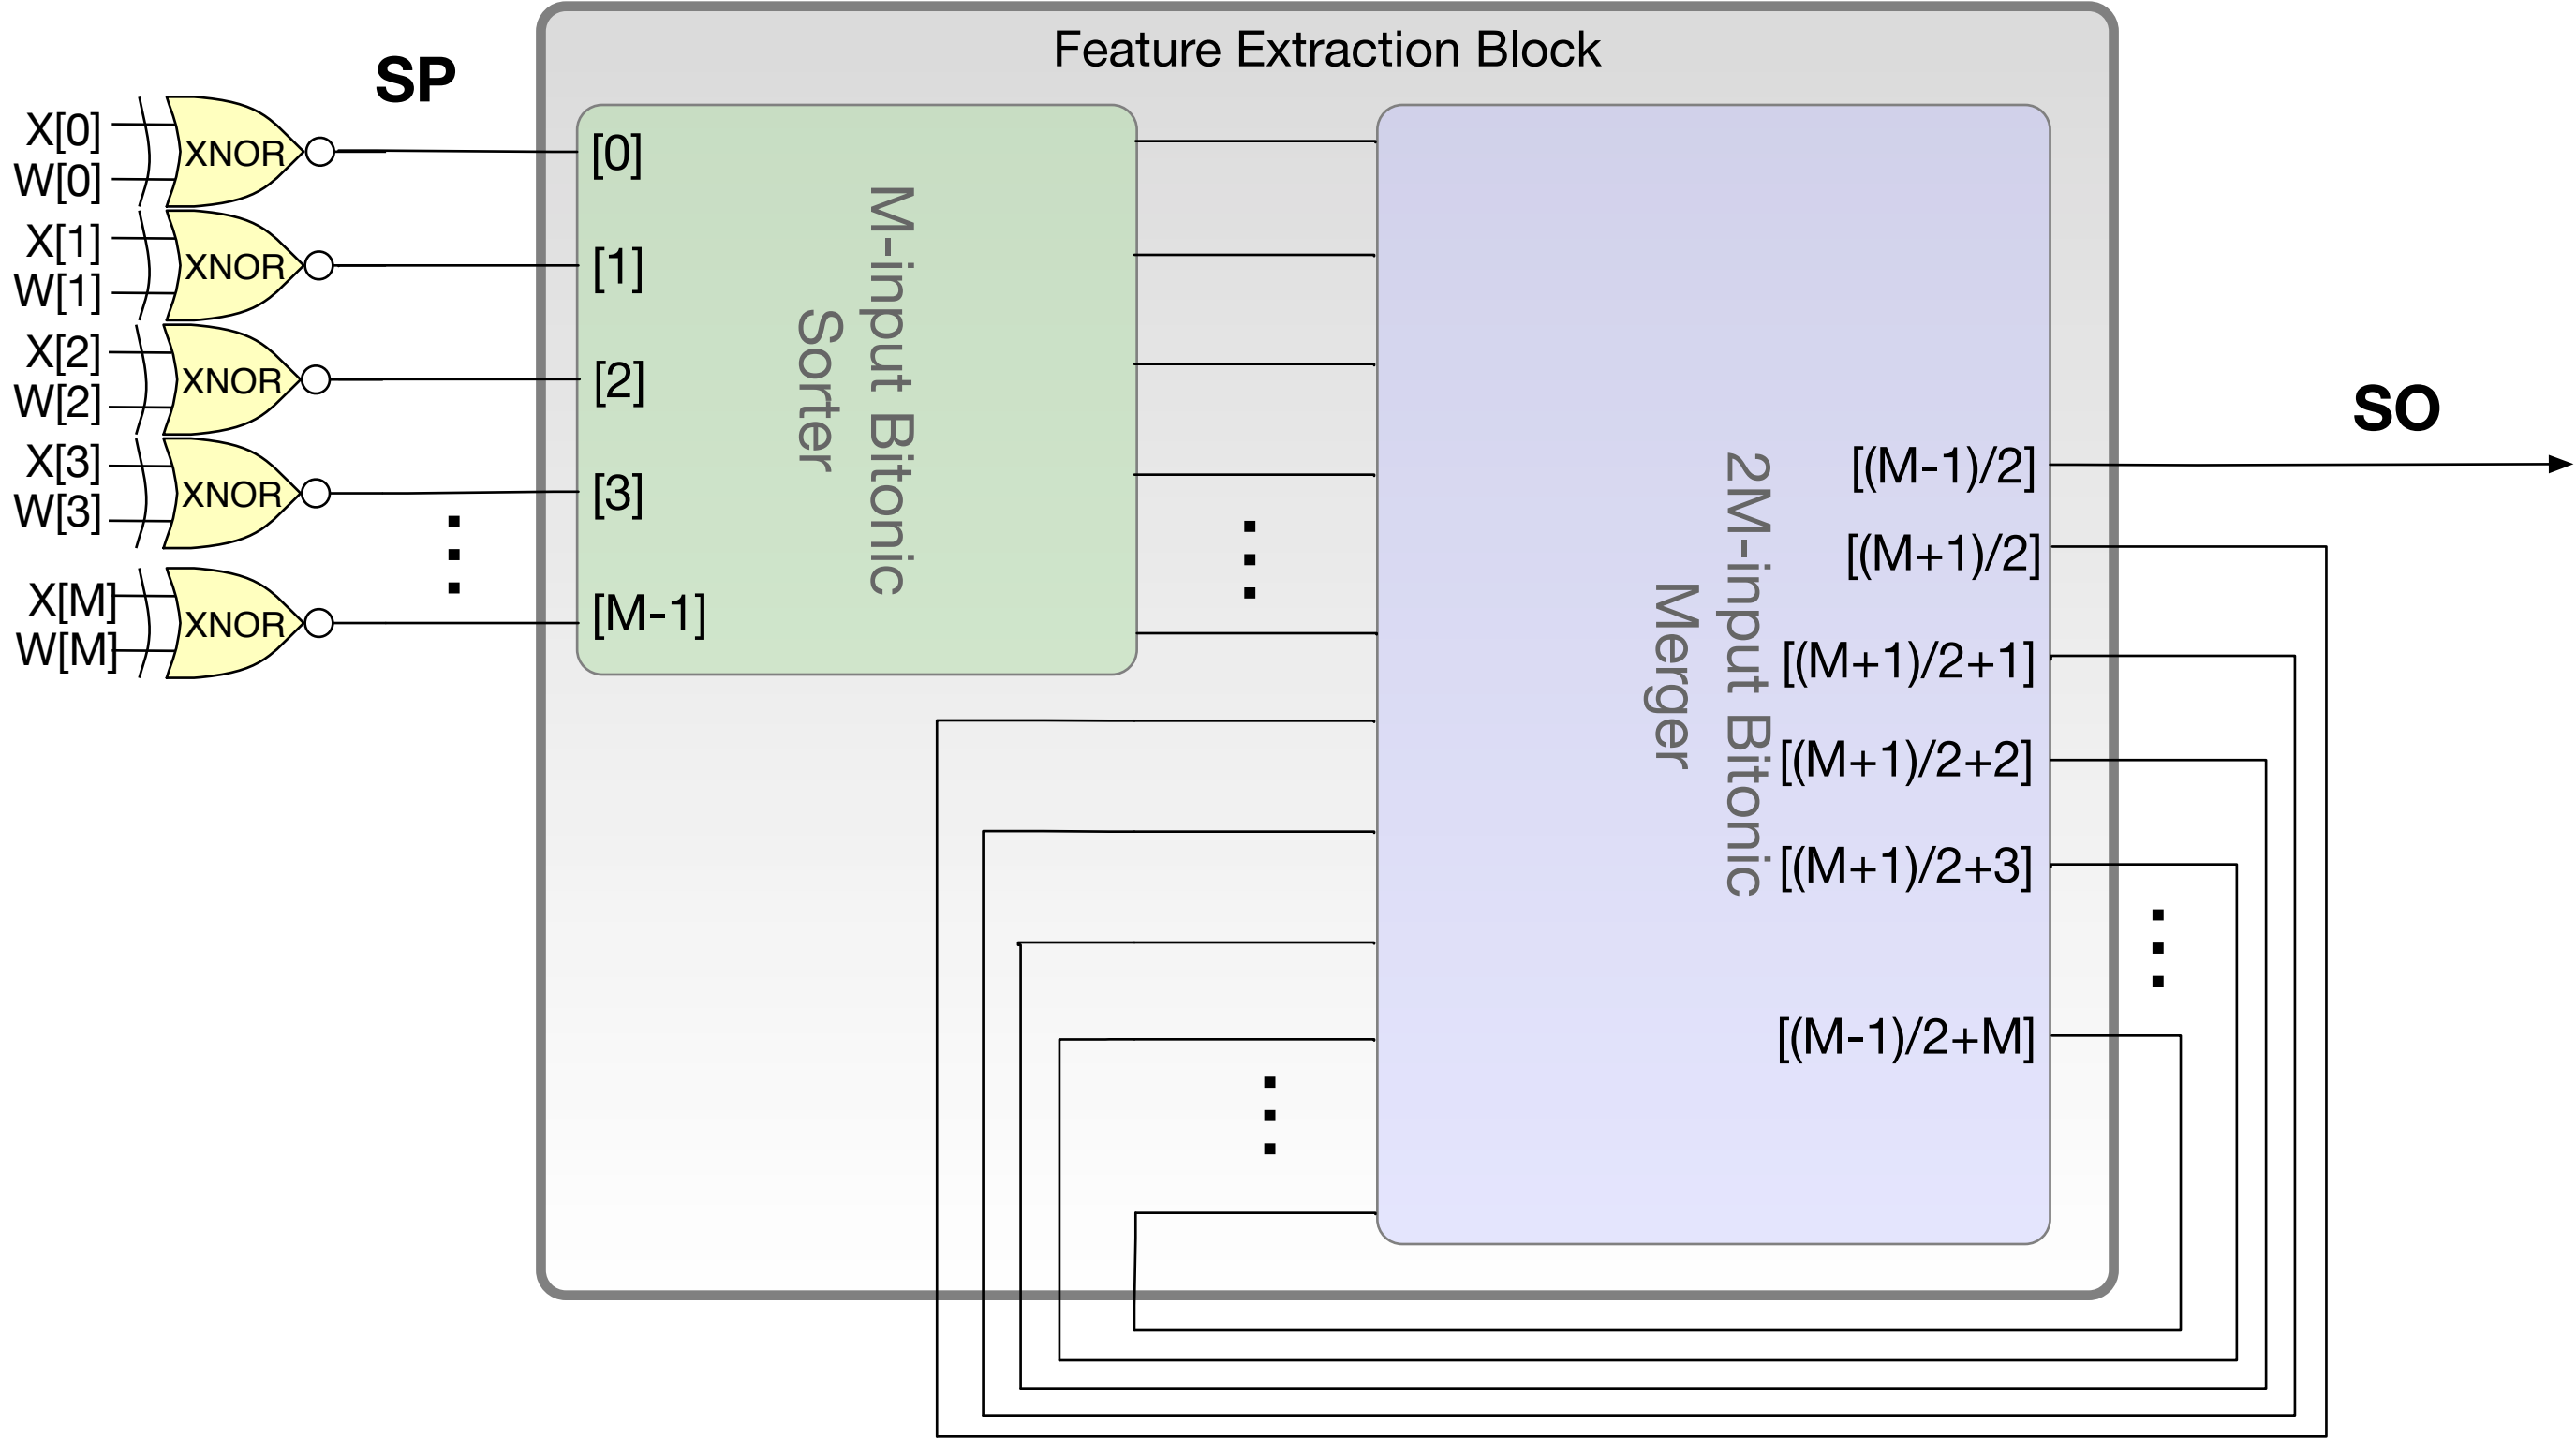 Feature Extraction Block
SP
X[0]
W[0]
XNOR
[0]
X[1]
W[1]
XNOR
[1]
X[2]
W[2]
XNOR
[2]
X[3]
W[3]
XNOR
[3]
X[M]
W[M]
XNOR
[M-1]
M-input Bitonic
Sorter
2M-input Bitonic
Merger
[(M-1)/2]
SO
[(M+1)/2]
[(M+1)/2+1]
[(M+1)/2+2]
[(M+1)/2+3]
[(M-1)/2+M]